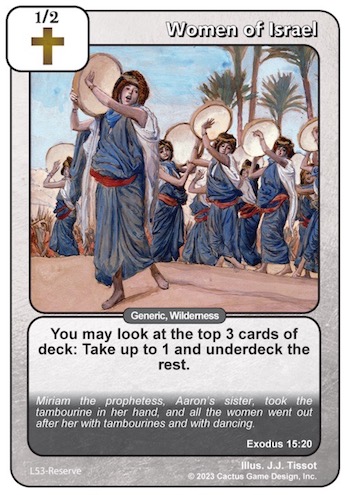 1/2
Women of Israel
Generic, Wilderness
You may look at the top 3 cards of
deck: Take up to 1 and underdeck the
rest.
Miriam the prophetess, Aaron's sister, took the
tambourine in her hand, and all the women went out
after her with tambourines and with dancing.
Exodus 15:20
Illus. J.J. Tissot
LS3-Reserve
© 2023 Cactus Game Design, Inc.